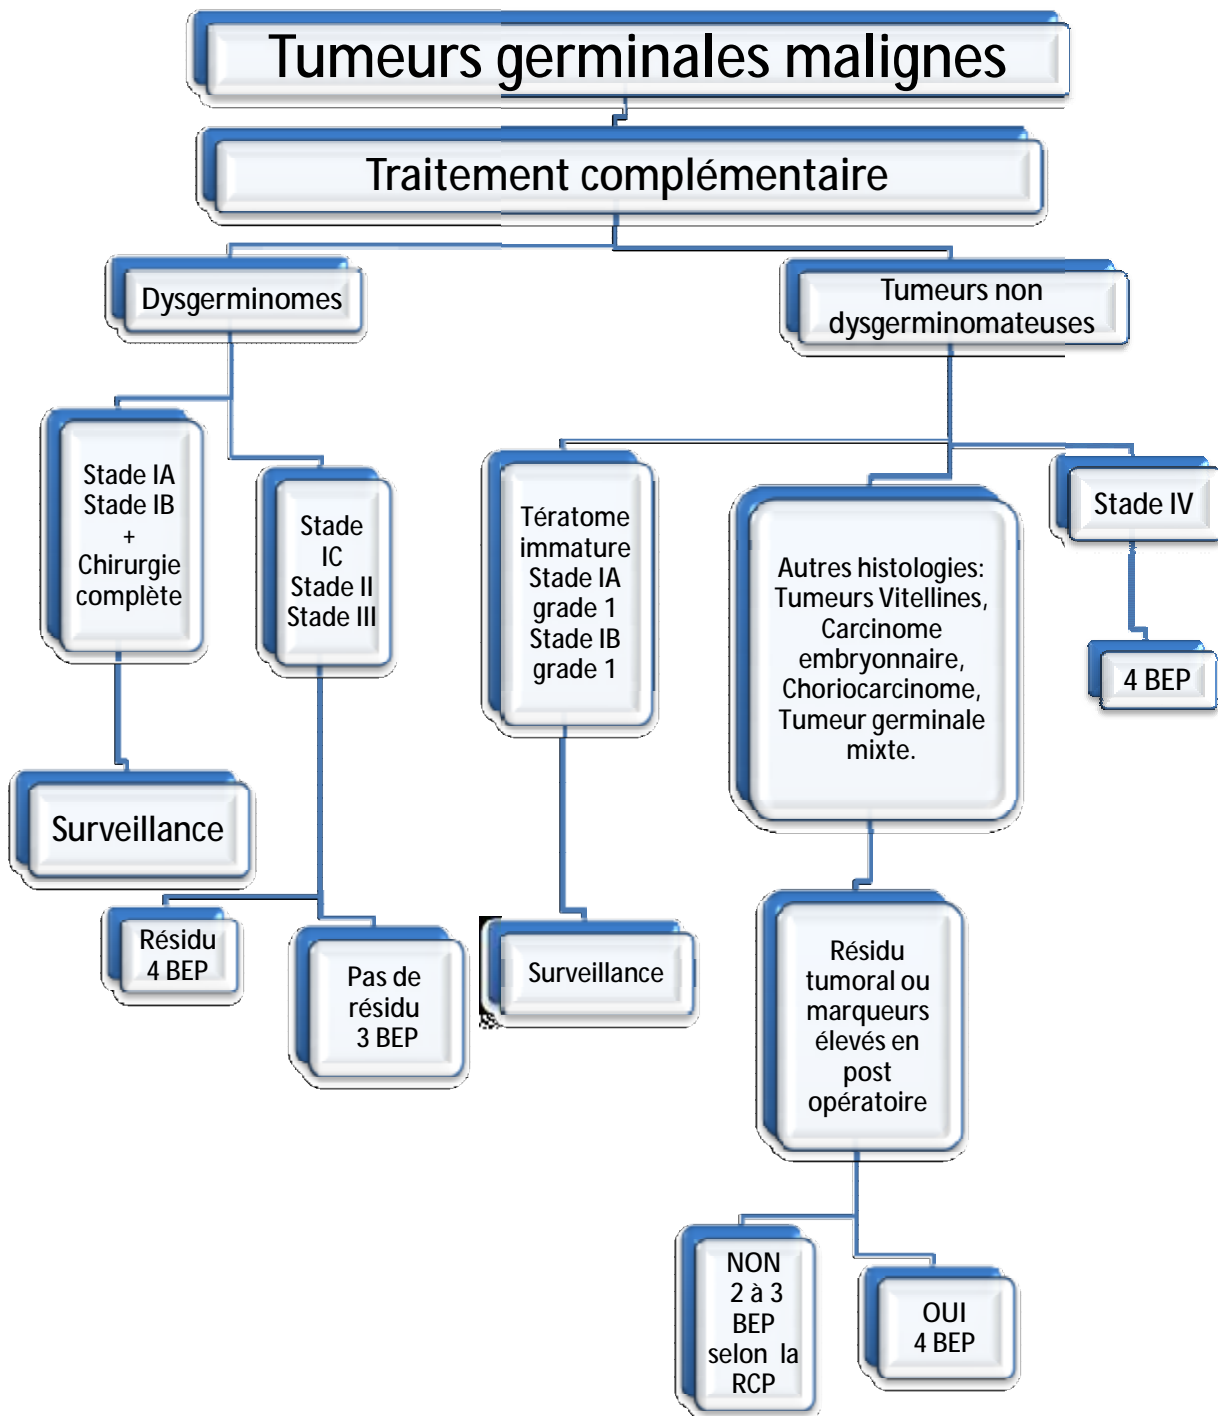 Tumeurs germinales malignes
Traitement complémentaire
Dysgerminomes
Tumeurs non
dysgerminomateuses
Stade IA
Stade IB
+
Chirurgie
complète
Stade
IC
Stade II
Stade III
Tératome
immature
Stade IA
grade 1
Stade IB
grade 1
Autres histologies:
Tumeurs Vitellines,
Carcinome
embryonnaire,
Choriocarcinome,
Tumeur germinale
mixte.
Stade IV
4 BEP
Surveillance
Résidu
4 BEP
Pas de
résidu
3 BEP
Surveillance
Résidu
tumoral ou
marqueurs
élevés en
post
opératoire
NON
2 à 3
BEP
selon la
RCP
OUI
4 BEP